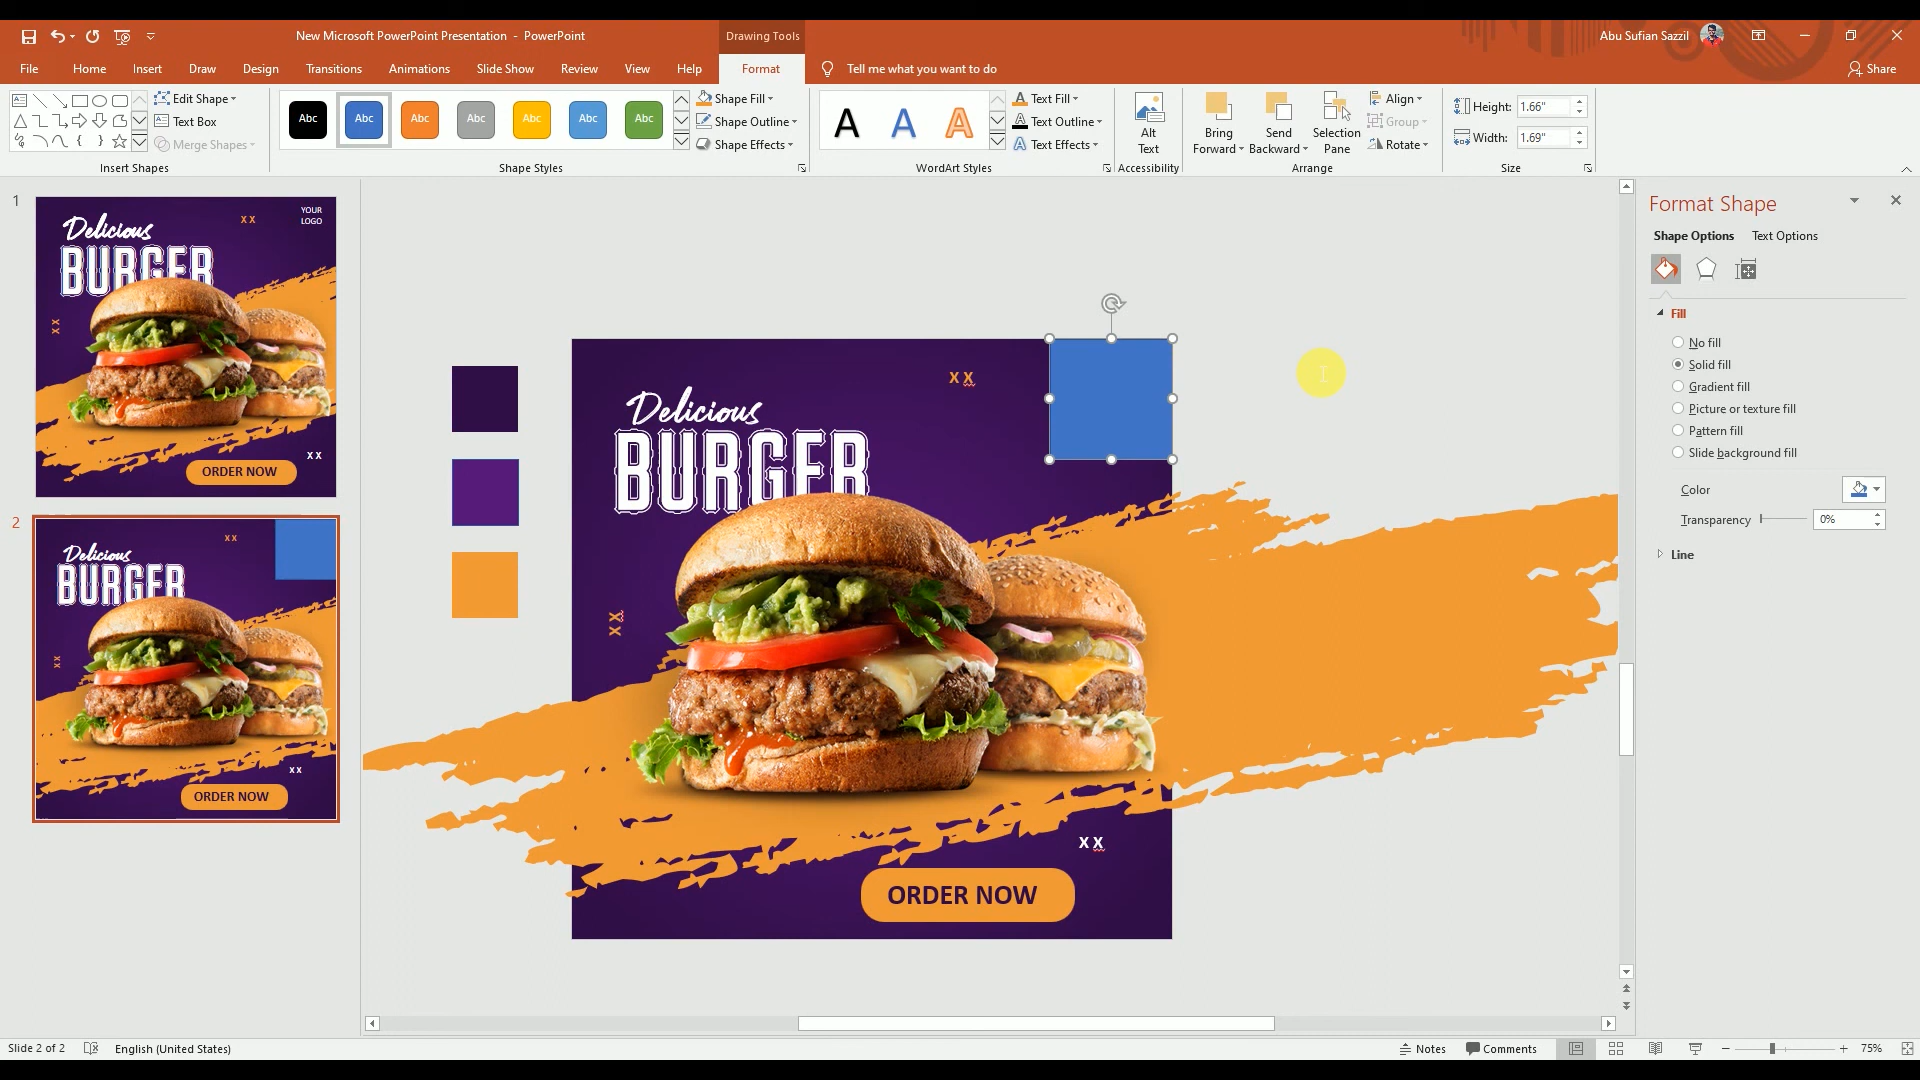 New Microsoft PowerPoint Presentation - PowerPoint
Drawing Tools
Abu Sufian Sazzil
File Home Insert Draw Design Transitions Animations Slide Show Review View Help Format Tell me what you want to do Share
Edit Shape
Text Box
Merge Shapes
Insert Shapes
Abc Abc Abc Abc Abc Abc Abc
Shape Fill
Shape Outline
Shape Effects
Shape Styles
A A A
Text Fill
Text Outline
Text Effects
WordArt Styles
Alt
Text
Accessibility
Bring
Forward
Send
Backward
Selection
Pane
Align
Group
Rotate
Arrange
Height: 1.66"
Width: 1.69"
Size
1
Delicious
BURGER
X X
YOUR
LOGO
X X
X X
ORDER NOW
2
Delicious
BURGER
X X
X X
X X
ORDER NOW
X X
Delicious
BURGER
X X
X X
ORDER NOW
Format Shape
Shape Options Text Options
Fill
No fill
Solid fill
Gradient fill
Picture or texture fill
Pattern fill
Slide background fill
Color
Transparency 0%
Line
Slide 2 of 2 English (United States) Notes Comments 75%